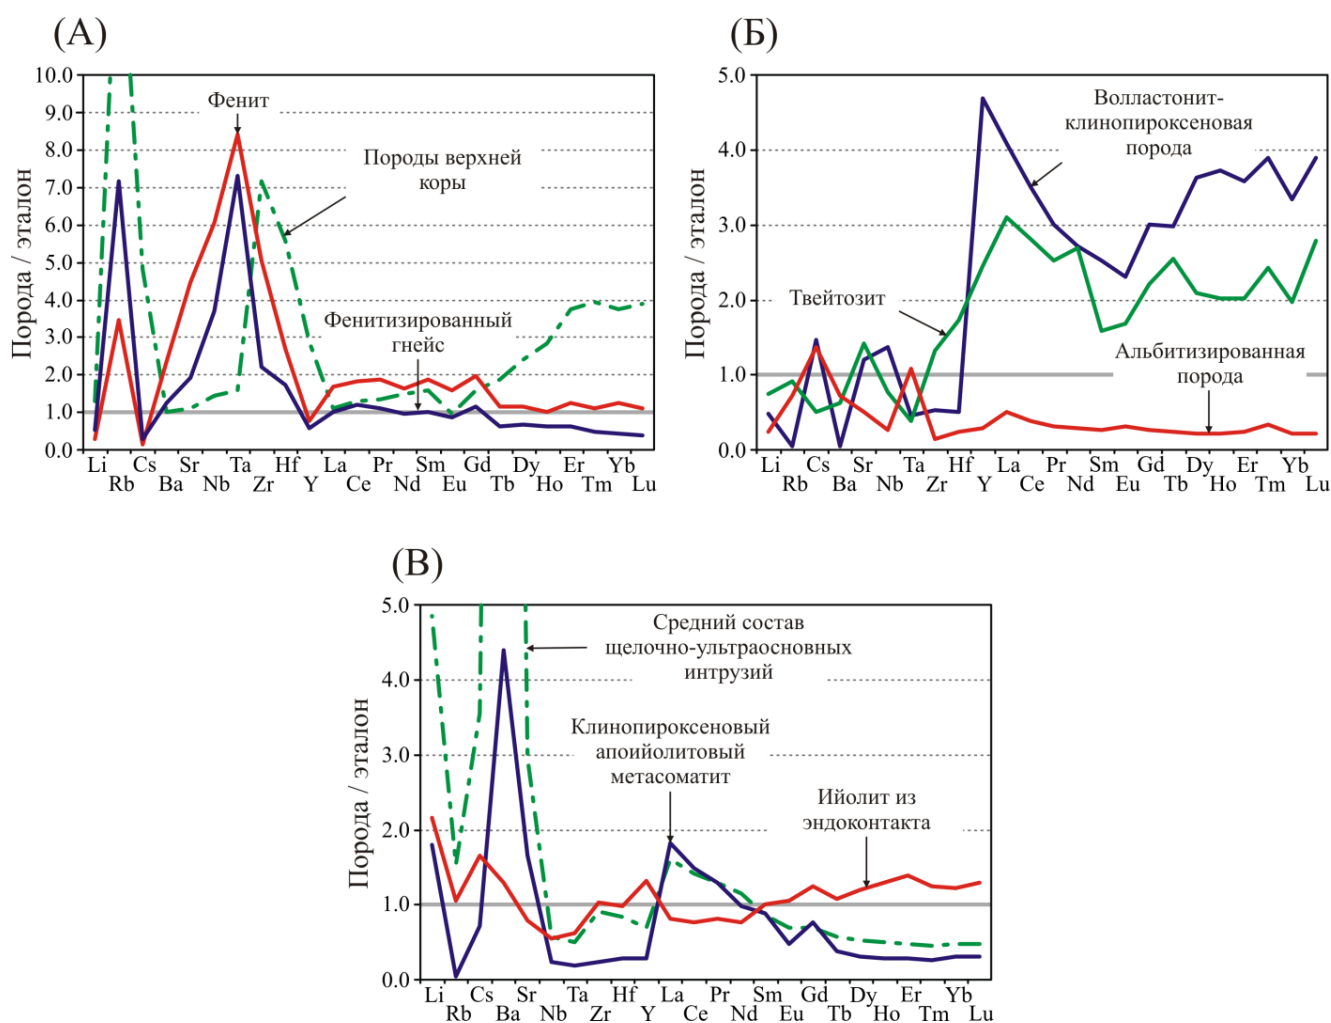 (А)
Порода / эталон
10.0
9.0
8.0
7.0
6.0
5.0
4.0
3.0
2.0
1.0
0.0
Фенит
Породы верхней
коры
Фенитизированный
гнейс
Li Cs Sr Ta Hf La Pr Sm Gd Dy Er Yb
Rb Ba Nb Zr Y Ce Nd Eu Tb Ho Tm Lu
(Б)
Порода / эталон
5.0
4.0
3.0
2.0
1.0
0.0
Волластонит-
клинопироксеновая
порода
Твейтозит
Альбитизированная
порода
Li Cs Sr Ta Hf La Pr Sm Gd Dy Er Yb
Rb Ba Nb Zr Y Ce Nd Eu Tb Ho Tm Lu
(В)
Порода / эталон
5.0
4.0
3.0
2.0
1.0
0.0
Средний состав
щелочно-ультраосновных
интрузий
Клинопироксеновый
апоийолитовый
метасоматит
Ийолит из
эндоконтакта
Li Cs Sr Ta Hf La Pr Sm Gd Dy Er Yb
Rb Ba Nb Zr Y Ce Nd Eu Tb Ho Tm Lu